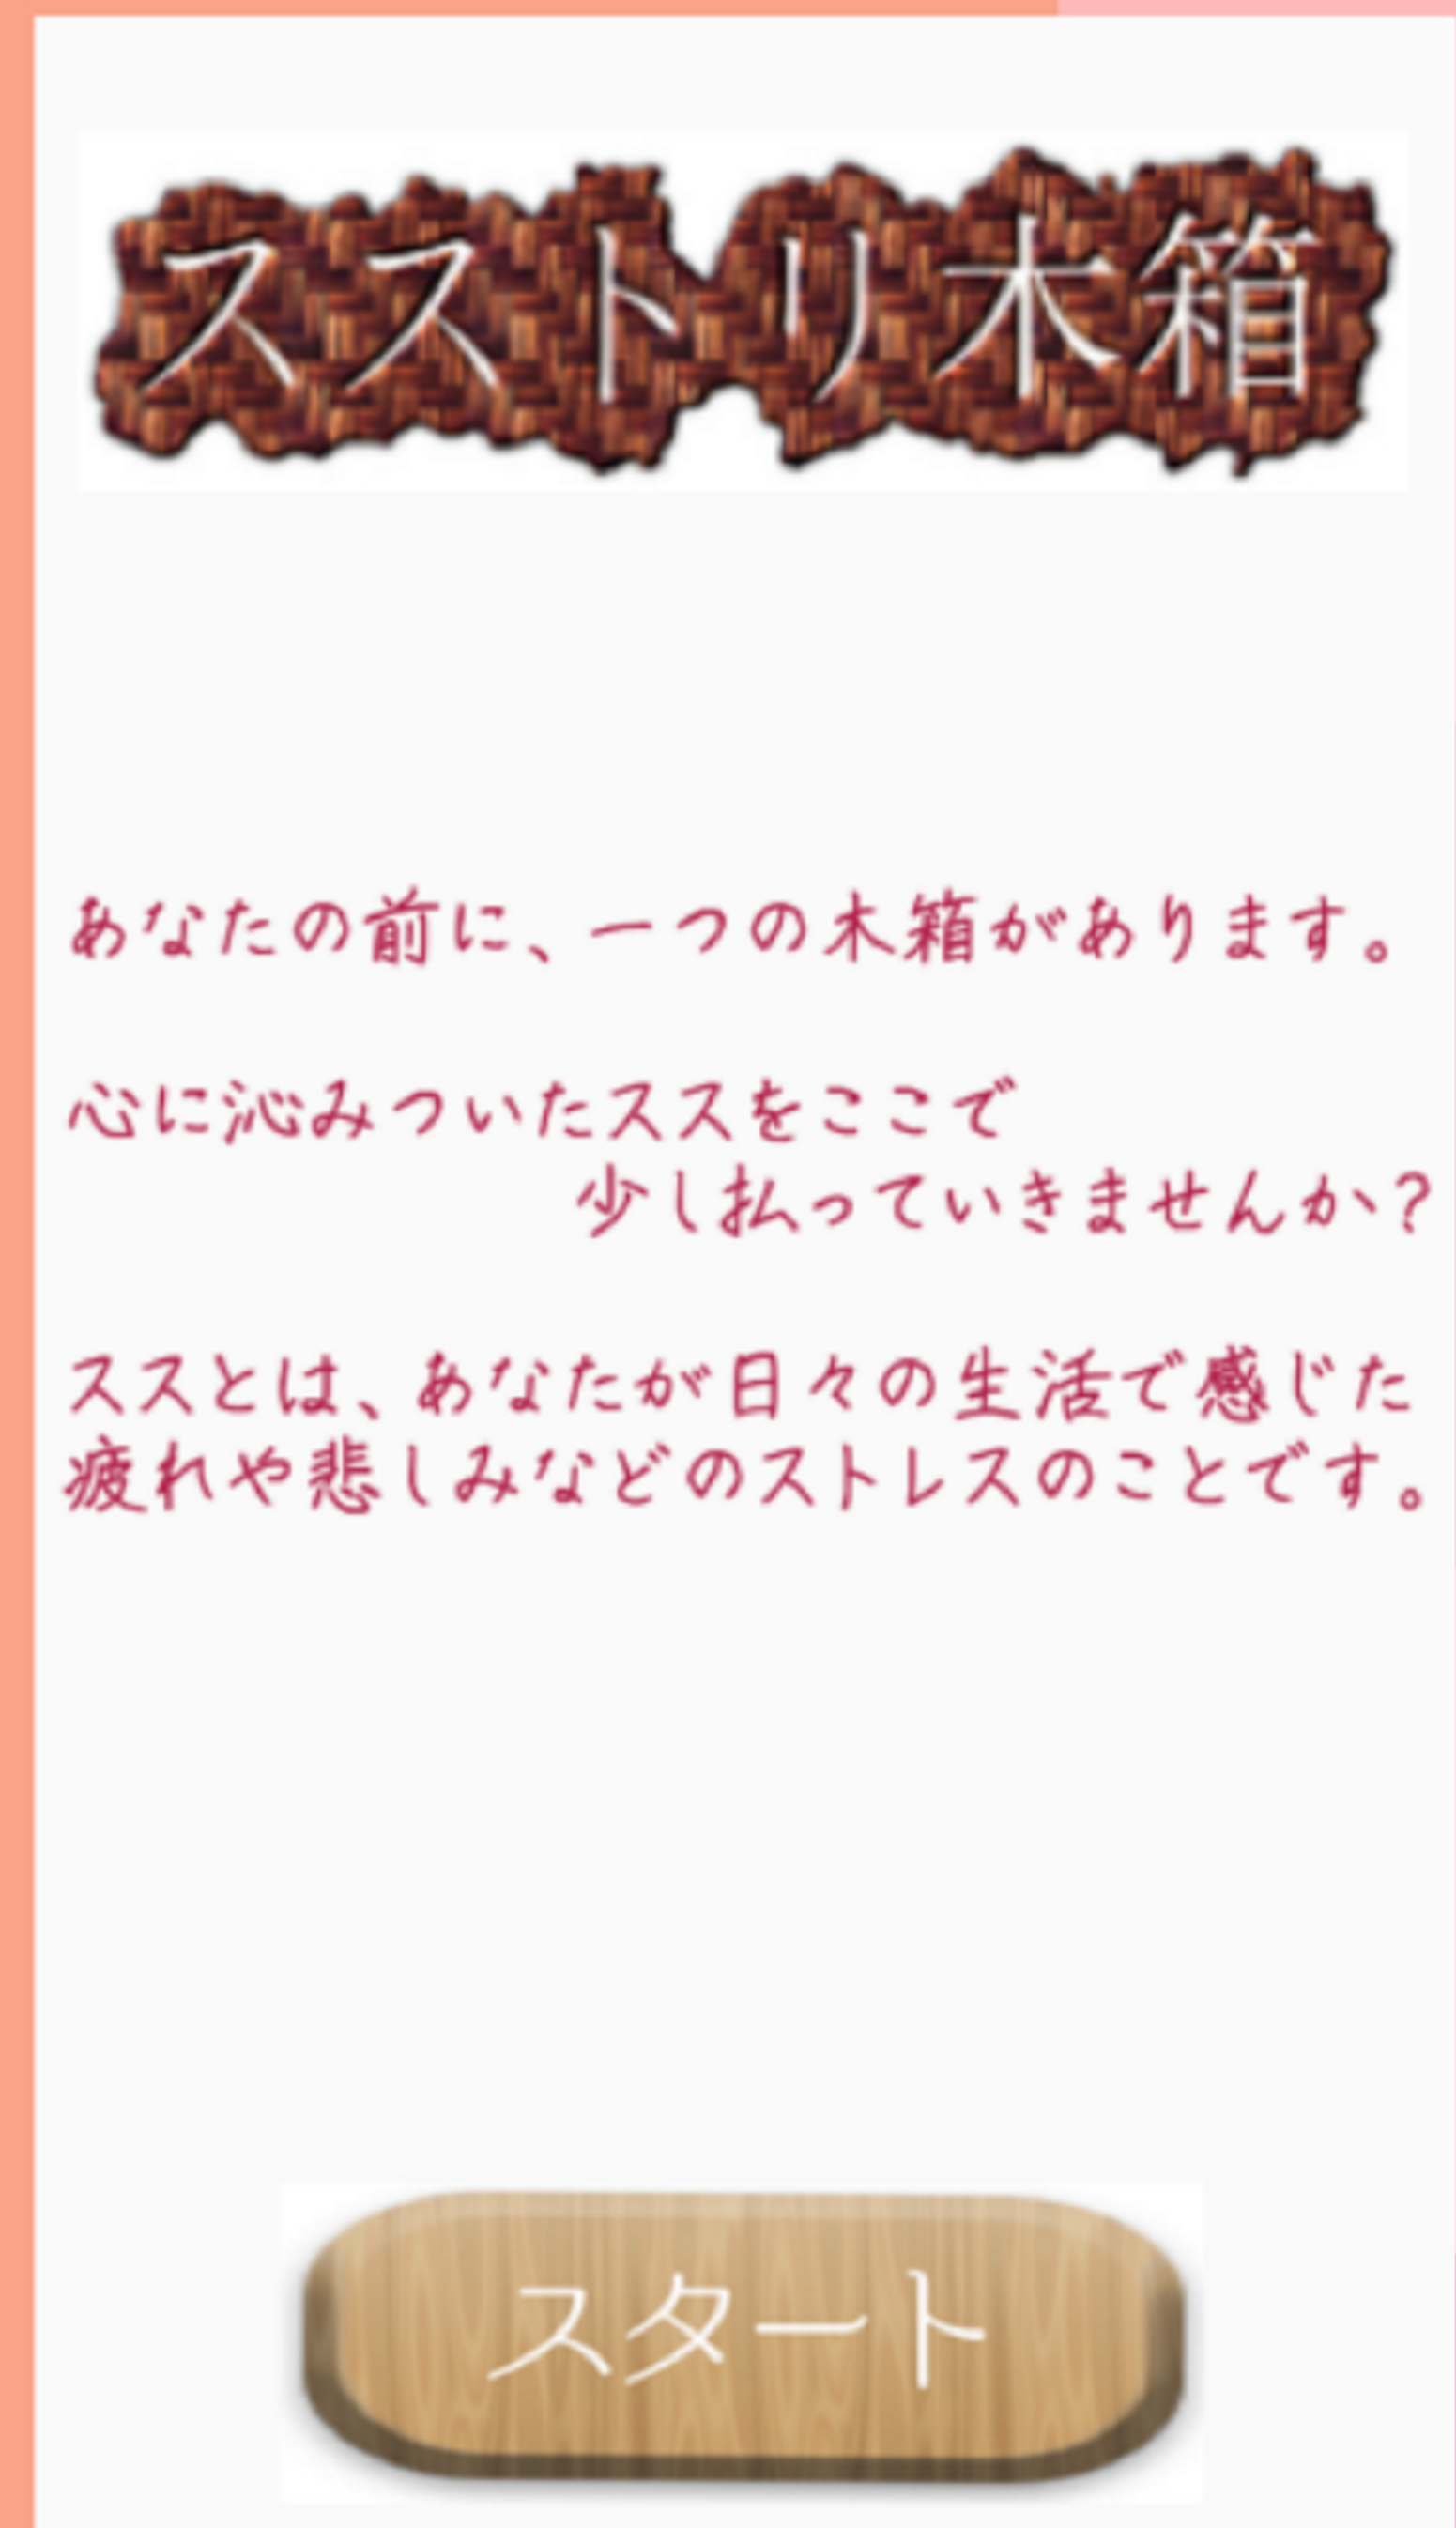 スストリ木箱
あなたの前に、一つの木箱があります。
心に沁みついたススをここで
少し払っていきませんか？
ススとは、あなたが日々の生活で感じた
疲れや悲しみなどのストレスのことです。
スタート